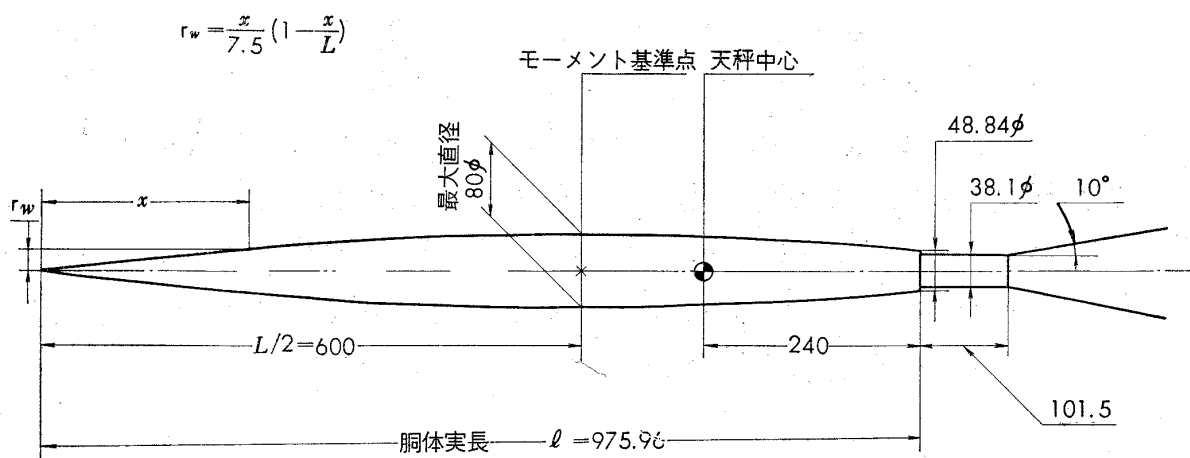 r_w = x/7.5 (1 − x/L)
モーメント基準点 天秤中心
48.84φ
最大直径
80φ
38.1φ 10°
r_w
x
L/2=600
240
101.5
胴体実長 ℓ =975.96